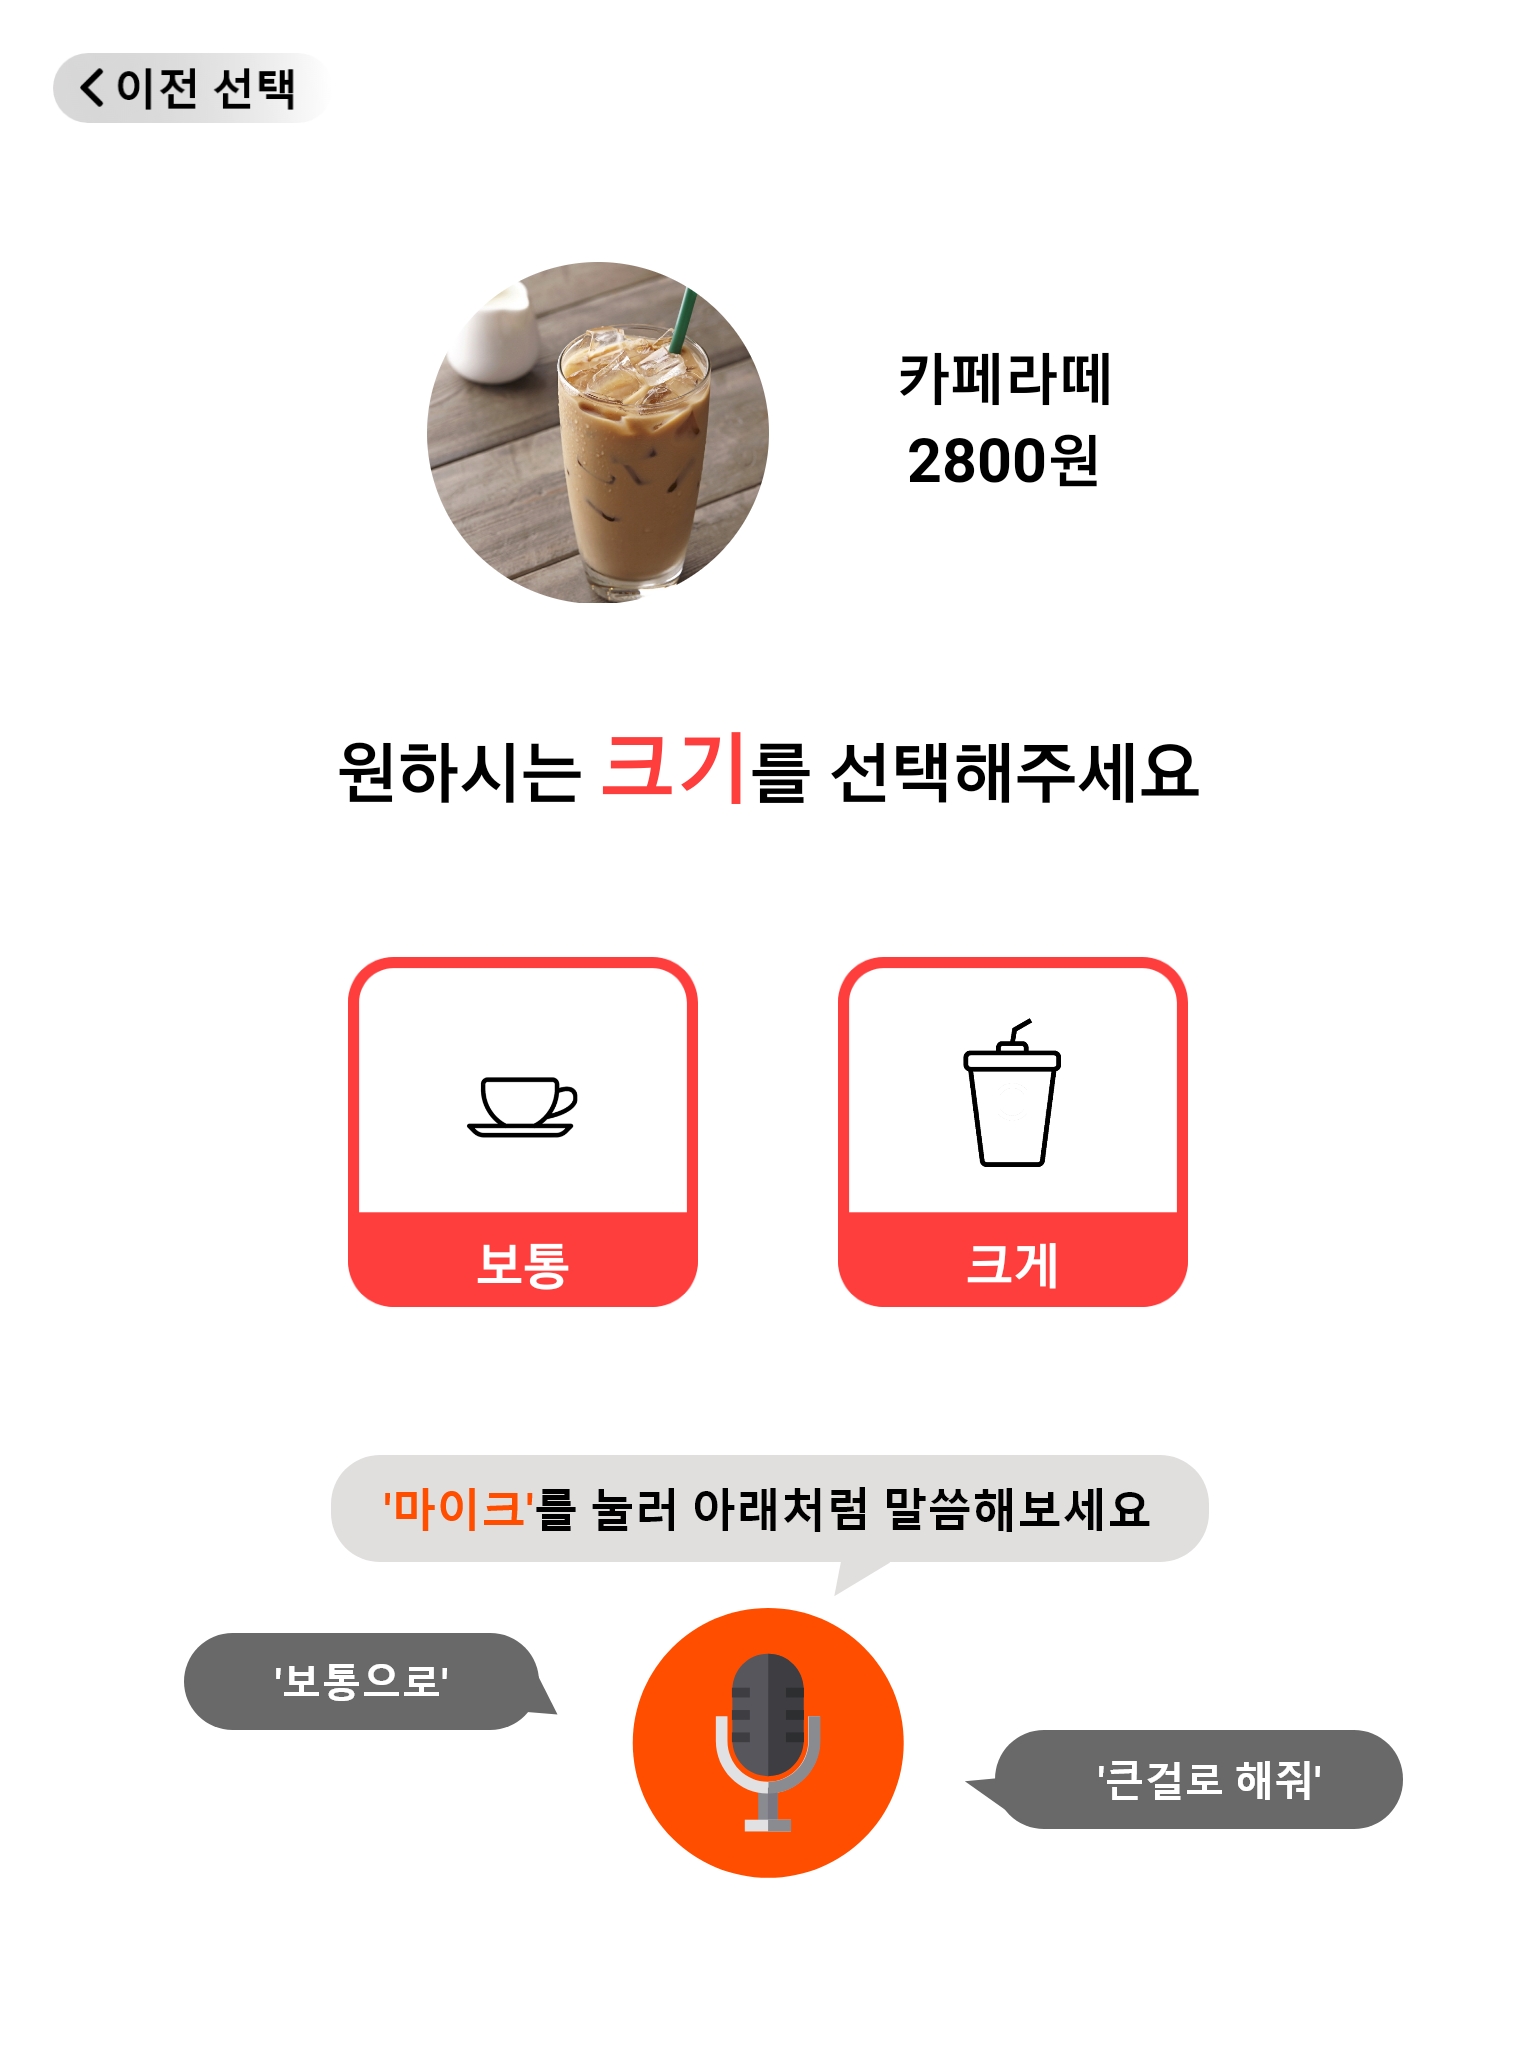 이전 선택
카페라떼
2800원
원하시는 크기를 선택해주세요
보통
크게
'마이크'를 눌러 아래처럼 말씀해보세요
'보통으로'
'큰걸로 해줘'